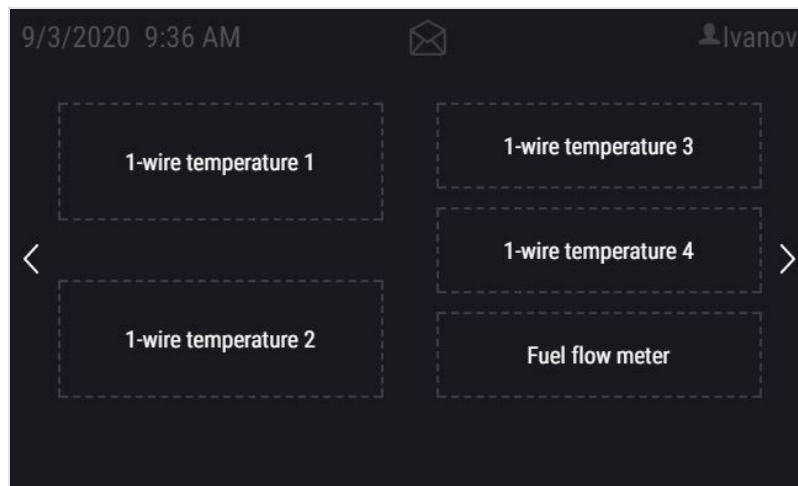 9/3/2020 9:36 AM
Ivanov
1-wire temperature 1
1-wire temperature 2
1-wire temperature 3
1-wire temperature 4
Fuel flow meter